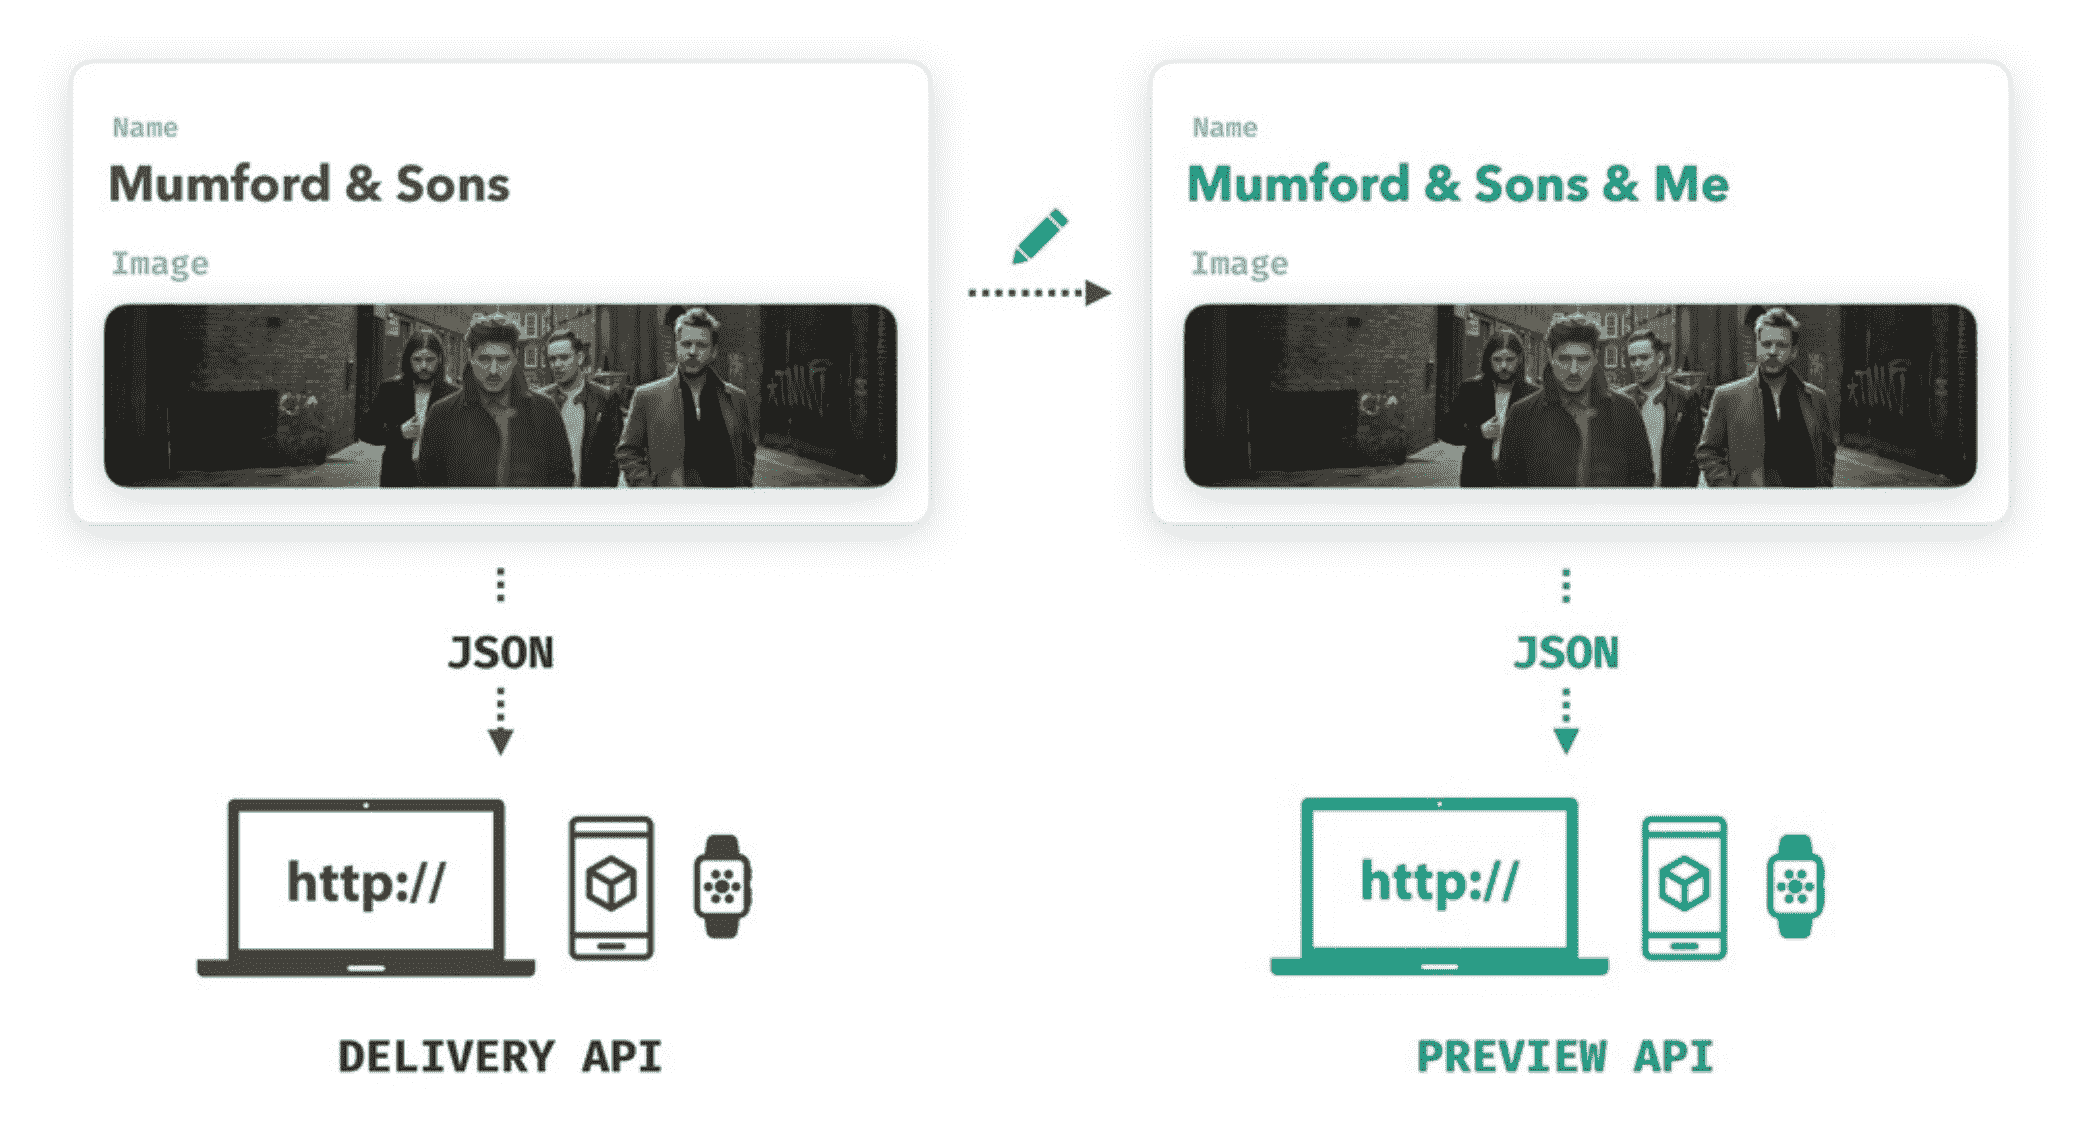 Name
Mumford & Sons
Image
Name
Mumford & Sons & Me
Image
JSON
JSON
http://
http://
DELIVERY API
PREVIEW API